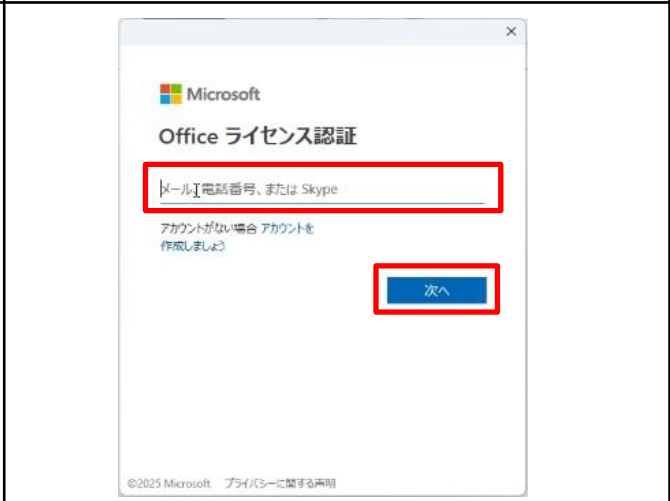 Microsoft
Office ライセンス認証
メール、電話番号、または Skype
アカウントがない場合 アカウントを
作成しましょう
次へ
©2025 Microsoft プライバシーに関する声明